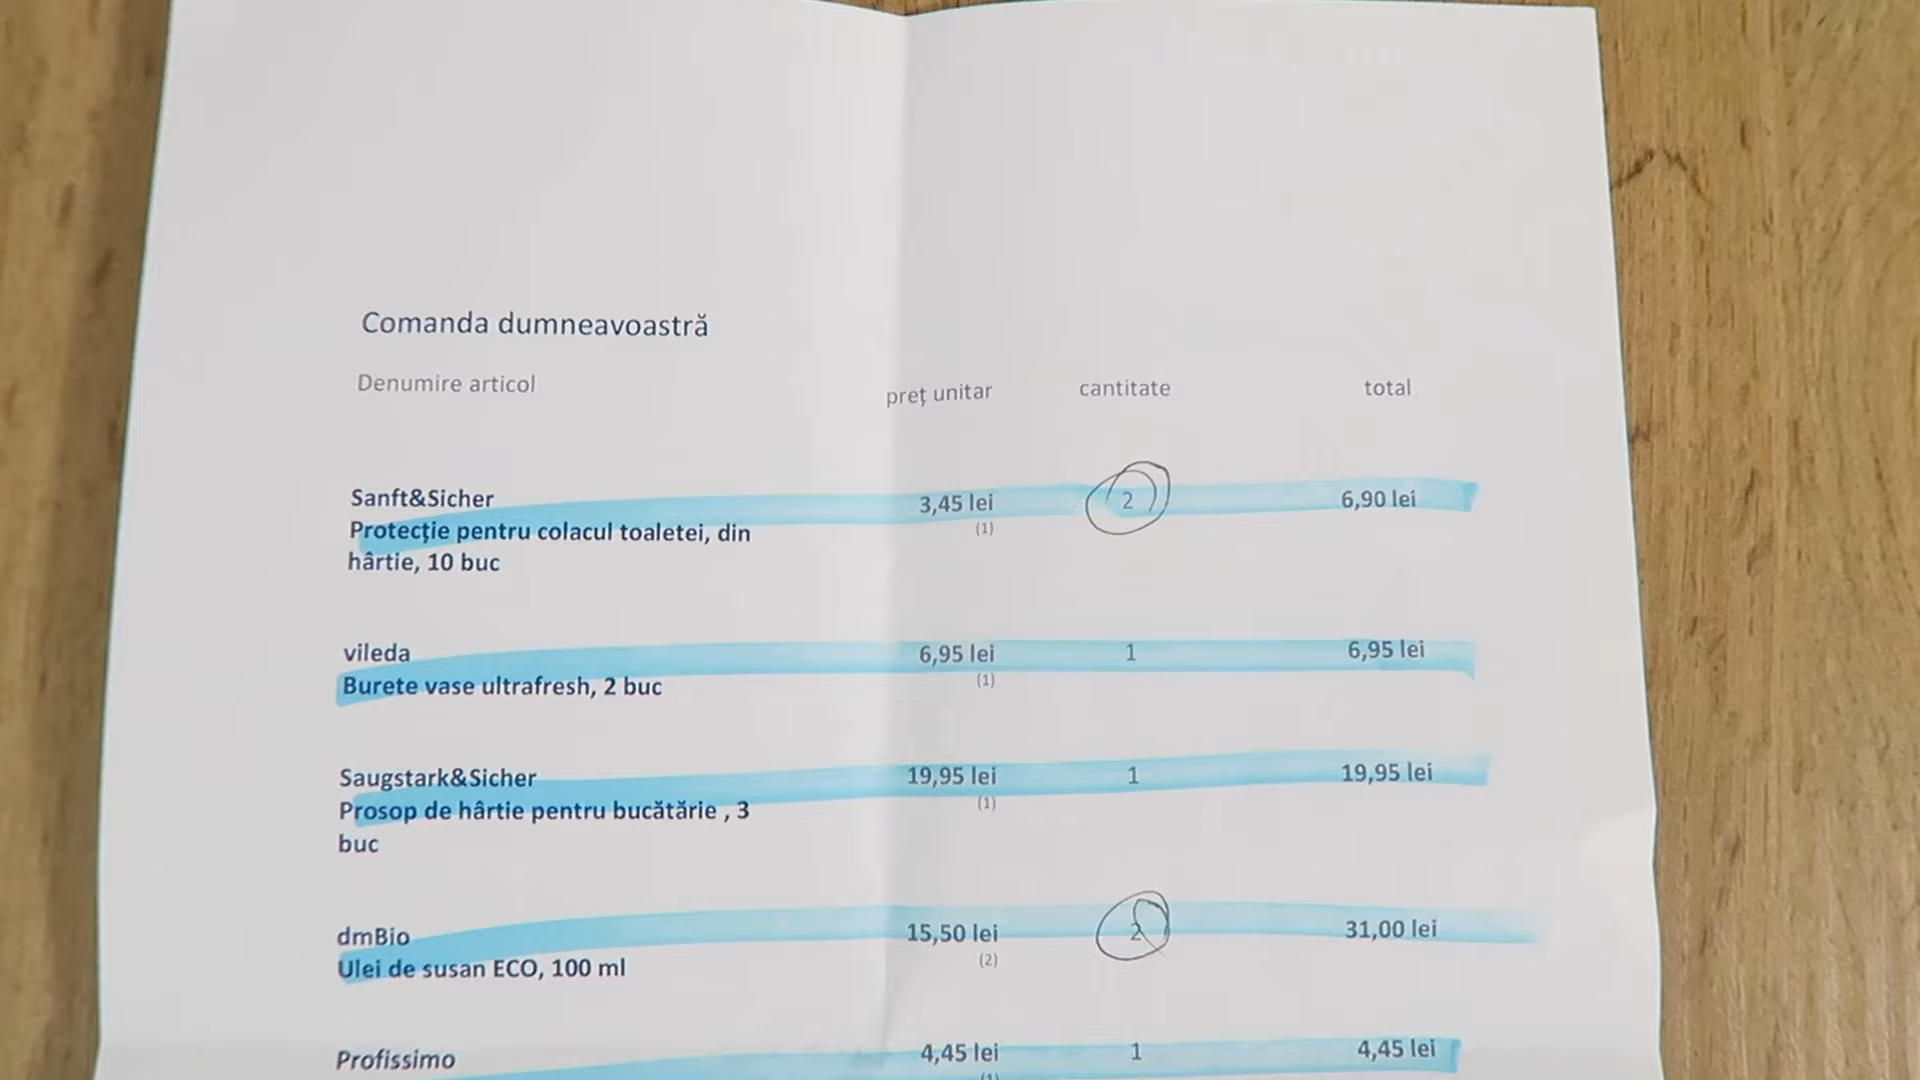 Comanda dumneavoastră
Denumire articol preț unitar cantitate total
Sanft&Sicher 3,45 lei 2 6,90 lei
(1)
Protecție pentru colacul toaletei, din
hârtie, 10 buc
vileda 6,95 lei 1 6,95 lei
(1)
Burete vase ultrafresh, 2 buc
Saugstark&Sicher 19,95 lei 1 19,95 lei
(1)
Prosop de hârtie pentru bucătărie , 3
buc
dmBio 15,50 lei 2 31,00 lei
(2)
Ulei de susan ECO, 100 ml
Profissimo 4,45 lei 1 4,45 lei
(1)